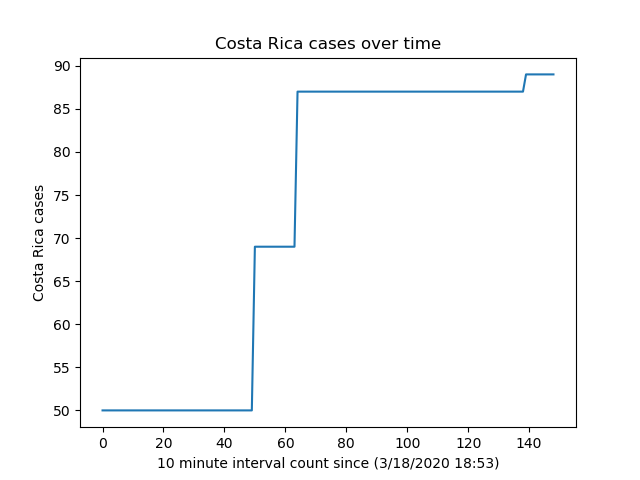 Costa Rica cases over time
90
85
80
75
70
65
60
55
50
Costa Rica cases
0 20 40 60 80 100 120 140
10 minute interval count since (3/18/2020 18:53)